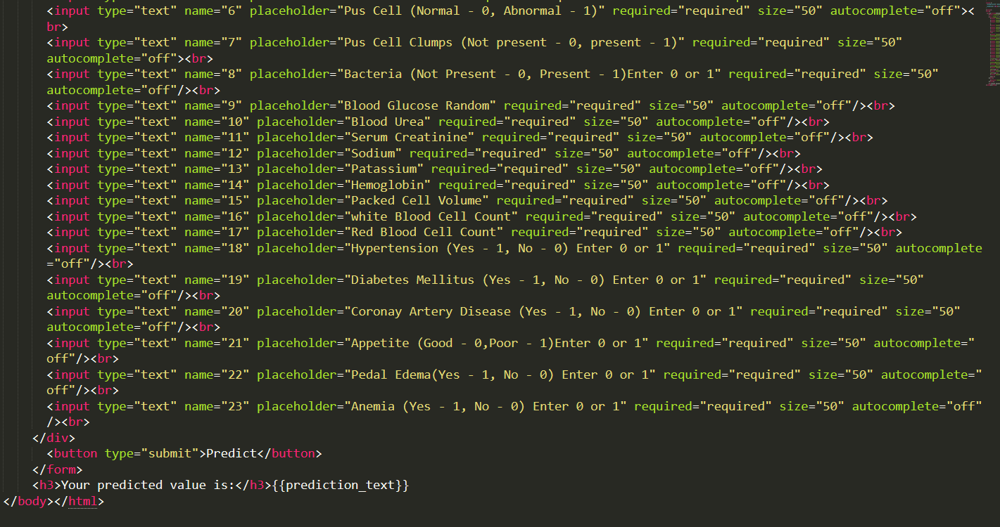 <input type="text" name="6" placeholder="Pus Cell (Normal - 0, Abnormal - 1)" required="required" size="50" autocomplete="off"><
br>
<input type="text" name="7" placeholder="Pus Cell Clumps (Not present - 0, present - 1)" required="required" size="50"
autocomplete="off"><br>
<input type="text" name="8" placeholder="Bacteria (Not Present - 0, Present - 1)Enter 0 or 1" required="required" size="50"
autocomplete="off"/><br>
<input type="text" name="9" placeholder="Blood Glucose Random" required="required" size="50" autocomplete="off"/><br>
<input type="text" name="10" placeholder="Blood Urea" required="required" size="50" autocomplete="off"/><br>
<input type="text" name="11" placeholder="Serum Creatinine" required="required" size="50" autocomplete="off"/><br>
<input type="text" name="12" placeholder="Sodium" required="required" size="50" autocomplete="off"/><br>
<input type="text" name="13" placeholder="Patassium" required="required" size="50" autocomplete="off"/><br>
<input type="text" name="14" placeholder="Hemoglobin" required="required" size="50" autocomplete="off"/><br>
<input type="text" name="15" placeholder="Packed Cell Volume" required="required" size="50" autocomplete="off"/><br>
<input type="text" name="16" placeholder="white Blood Cell Count" required="required" size="50" autocomplete="off"/><br>
<input type="text" name="17" placeholder="Red Blood Cell Count" required="required" size="50" autocomplete="off"/><br>
<input type="text" name="18" placeholder="Hypertension (Yes - 1, No - 0) Enter 0 or 1" required="required" size="50" autocomplete
="off"/><br>
<input type="text" name="19" placeholder="Diabetes Mellitus (Yes - 1, No - 0) Enter 0 or 1" required="required" size="50"
autocomplete="off"/><br>
<input type="text" name="20" placeholder="Coronay Artery Disease (Yes - 1, No - 0) Enter 0 or 1" required="required" size="50"
autocomplete="off"/><br>
<input type="text" name="21" placeholder="Appetite (Good - 0,Poor - 1)Enter 0 or 1" required="required" size="50" autocomplete="
off"/><br>
<input type="text" name="22" placeholder="Pedal Edema(Yes - 1, No - 0) Enter 0 or 1" required="required" size="50" autocomplete="
off"/><br>
<input type="text" name="23" placeholder="Anemia (Yes - 1, No - 0) Enter 0 or 1" required="required" size="50" autocomplete="off"
/><br>
</div>
<button type="submit">Predict</button>
</form>
<h3>Your predicted value is:</h3>{{prediction_text}}
</body></html>